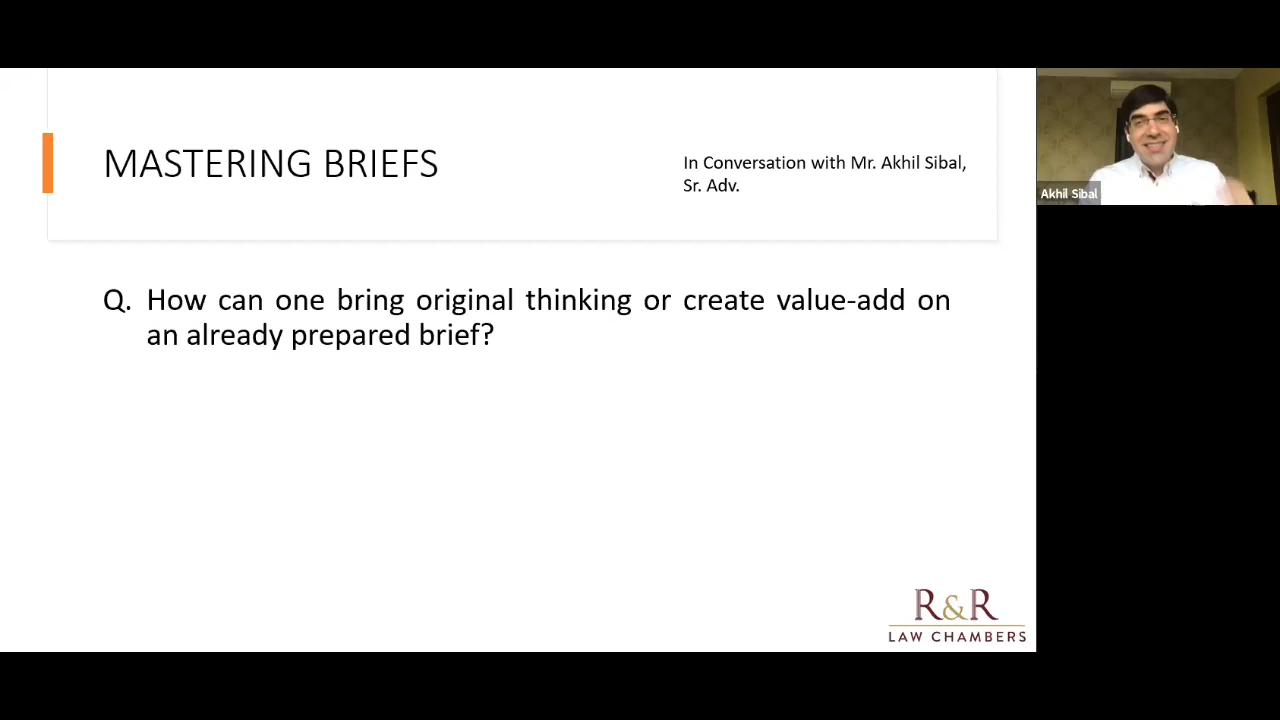 MASTERING BRIEFS
In Conversation with Mr. Akhil Sibal,
Sr. Adv.
Akhil Sibal
Q. How can one bring original thinking or create value-add on
an already prepared brief?
R&R
LAW CHAMBERS